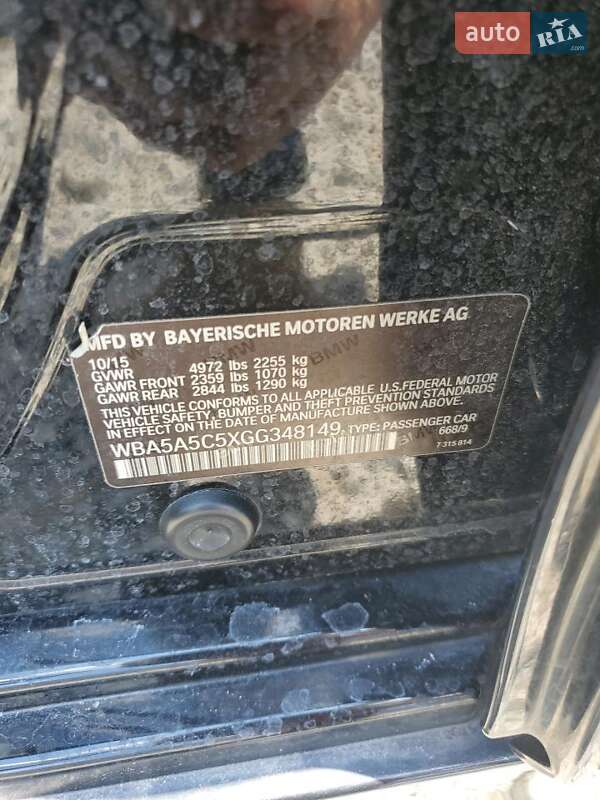 auto RIA.com
MFD BY BAYERISCHE MOTOREN WERKE AG
10/15
GVWR 4972 lbs 2255 kg
GAWR FRONT 2359 lbs 1070 kg
GAWR REAR 2844 lbs 1290 kg
THIS VEHICLE CONFORMS TO ALL APPLICABLE U.S.FEDERAL MOTOR
VEHICLE SAFETY, BUMPER AND THEFT PREVENTION STANDARDS
IN EFFECT ON THE DATE OF MANUFACTURE SHOWN ABOVE.
WBA5A5C5XGG348149, TYPE: PASSENGER CAR
668/9
7 315 814
BMW